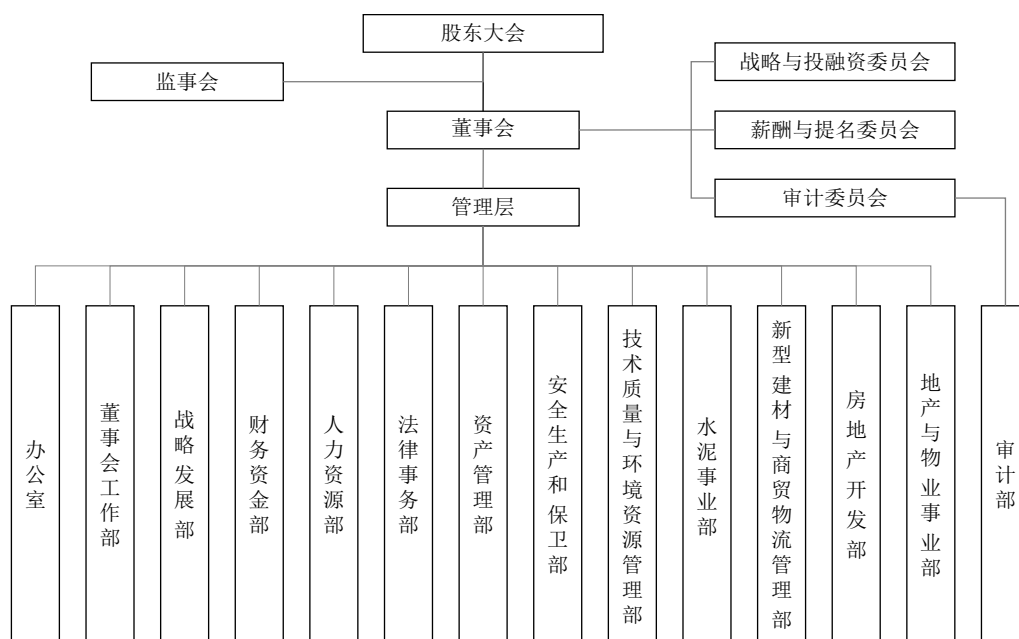 股东大会
监事会
战略与投融资委员会
董事会
薪酬与提名委员会
管理层
审计委员会
办公室
董事会工作部
战略发展部
财务资金部
人力资源部
法律事务部
资产管理部
安全生产和保卫部
技术质量与环境资源管理部
水泥事业部
新型建材与商贸物流管理部
房地产开发部
地产与物业事业部
审计部